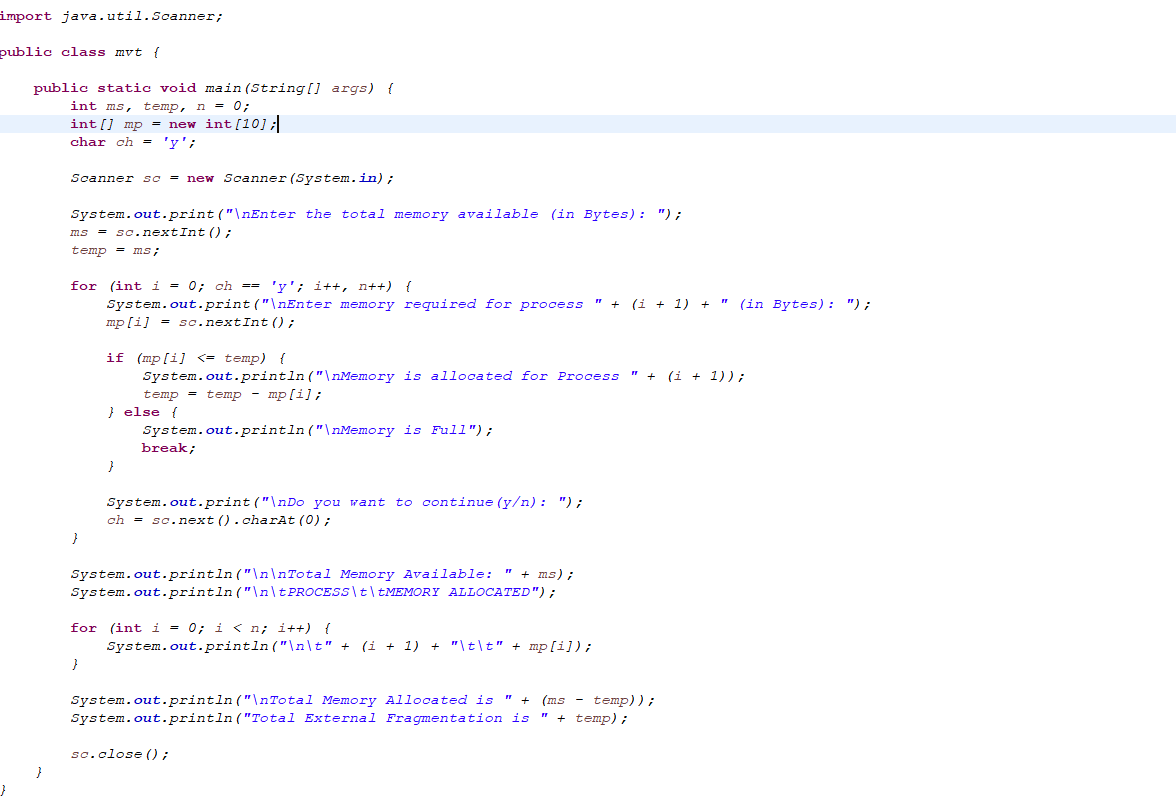 import java.util.Scanner;
public class mvt {
public static void main(String[] args) {
int ms, temp, n = 0;
int[] mp = new int[10];
char ch = 'y';
Scanner sc = new Scanner(System.in);
System.out.print("\nEnter the total memory available (in Bytes): ");
ms = sc.nextInt();
temp = ms;
for (int i = 0; ch == 'y'; i++, n++) {
System.out.print("\nEnter memory required for process " + (i + 1) + " (in Bytes): ");
mp[i] = sc.nextInt();
if (mp[i] <= temp) {
System.out.println("\nMemory is allocated for Process " + (i + 1));
temp = temp - mp[i];
} else {
System.out.println("\nMemory is Full");
break;
}
System.out.print("\nDo you want to continue(y/n): ");
ch = sc.next().charAt(0);
}
System.out.println("\n\nTotal Memory Available: " + ms);
System.out.println("\n\tPROCESS\t\tMEMORY ALLOCATED");
for (int i = 0; i < n; i++) {
System.out.println("\n\t" + (i + 1) + "\t\t" + mp[i]);
}
System.out.println("\nTotal Memory Allocated is " + (ms - temp));
System.out.println("Total External Fragmentation is " + temp);
sc.close();
}
}